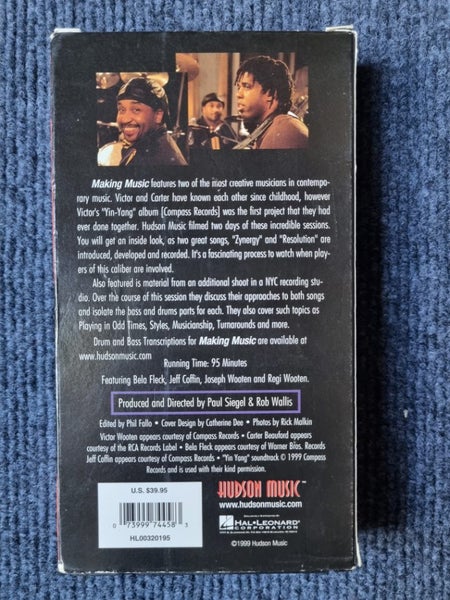 Making Music features two of the most creative musicians in contempo-
rary music. Victor and Carter have known each other since childhood, however
Victor's "Yin-Yang" album [Compass Records] was the first project that they had
ever done together. Hudson Music filmed two days of these incredible sessions.
You will get an inside look, as two great songs, "Zynergy" and "Resolution" are
introduced, developed and recorded. It's a fascinating process to watch when play-
ers of this caliber are involved.
Also featured is material from an additional shoot in a NYC recording stu-
dio. Over the course of this session they discuss their approaches to both songs
and isolate the bass and drums parts for each. They also cover such topics as
Playing in Odd Times, Styles, Musicianship, Turnarounds and more.
Drum and Bass Transcriptions for Making Music are available at
www.hudsonmusic.com
Running Time: 95 Minutes
Featuring Bela Fleck, Jeff Coffin, Joseph Wooten and Regi Wooten.
Produced and Directed by Paul Siegel & Rob Wallis
Edited by Phil Fallo • Cover Design by Catherine Dee • Photos by Rick Malkin
Victor Wooten appears courtesy of Compass Records • Carter Beauford appears
courtesy of the RCA Records Label • Bela Fleck appears courtesy of Warner Bros. Records
Jeff Coffin appears courtesy of Compass Records • "Yin Yang" soundtrack © 1999 Compass
Records and is used with their kind permission.
U.S. $39.95
0 73999 74458 3
HL00320195
HUDSON MUSIC
www.hudsonmusic.com
HAL•LEONARD
CORPORATION
©1999 Hudson Music